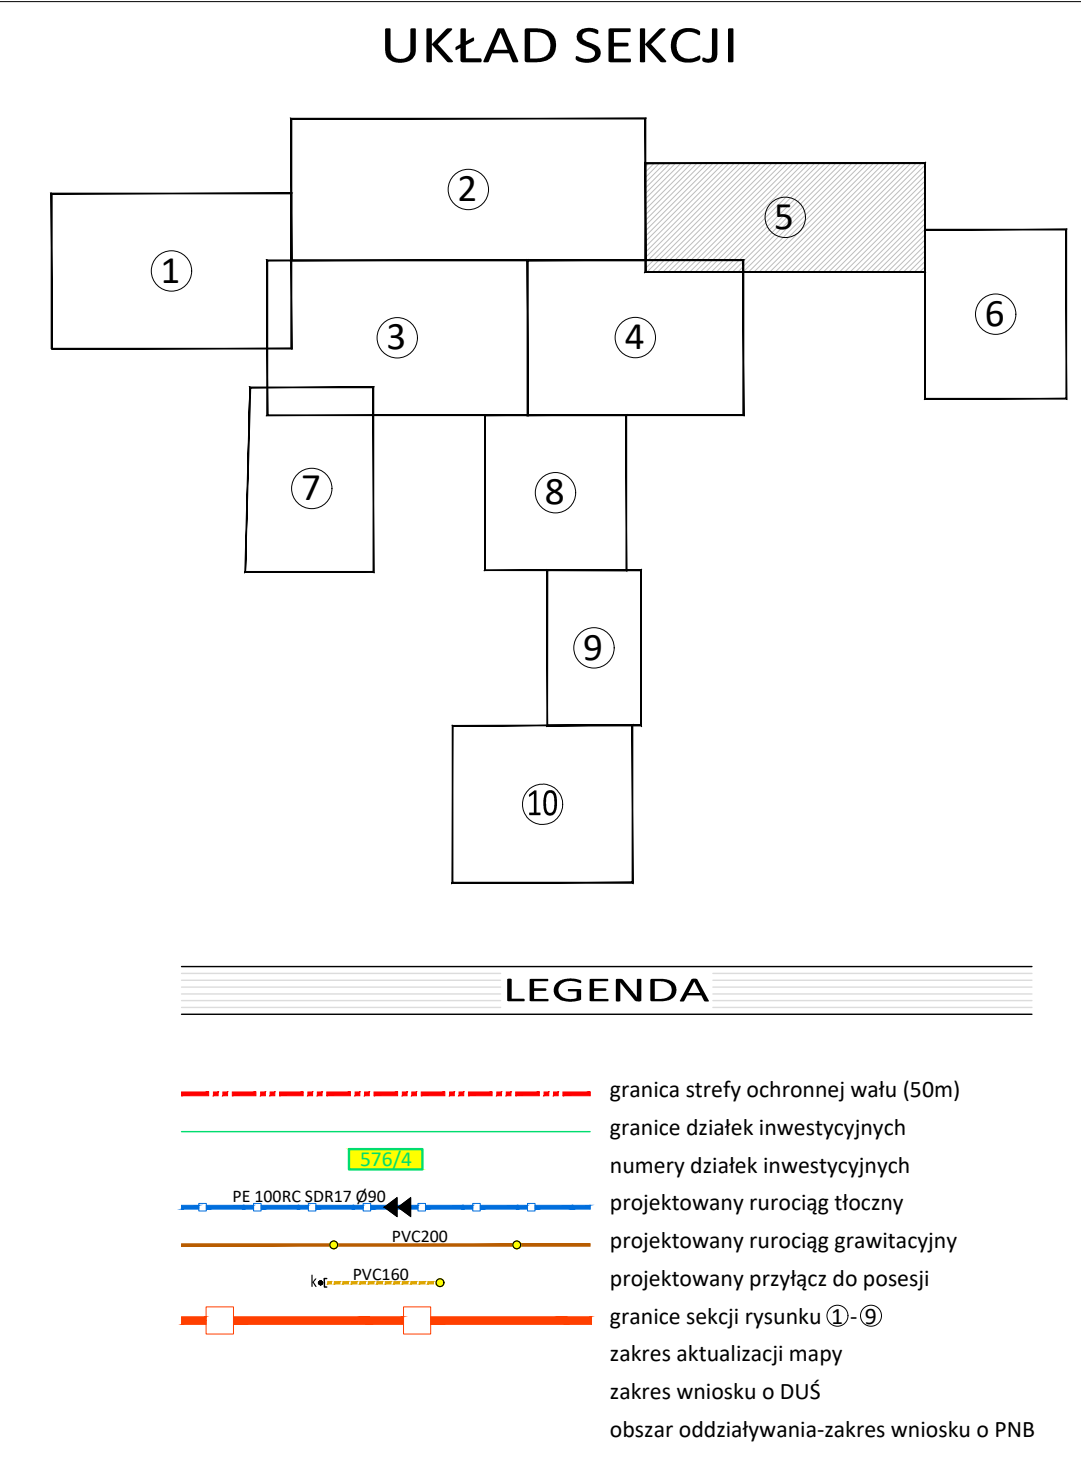 UKŁAD SEKCJI
2
5
1
6
3
4
7
8
9
10
LEGENDA
granica strefy ochronnej wału (50m)
granice działek inwestycyjnych
576/4 numery działek inwestycyjnych
PE 100RC SDR17 Ø90 projektowany rurociąg tłoczny
PVC200 projektowany rurociąg grawitacyjny
k PVC160 projektowany przyłącz do posesji
granice sekcji rysunku ①-⑨
zakres aktualizacji mapy
zakres wniosku o DUŚ
obszar oddziaływania-zakres wniosku o PNB